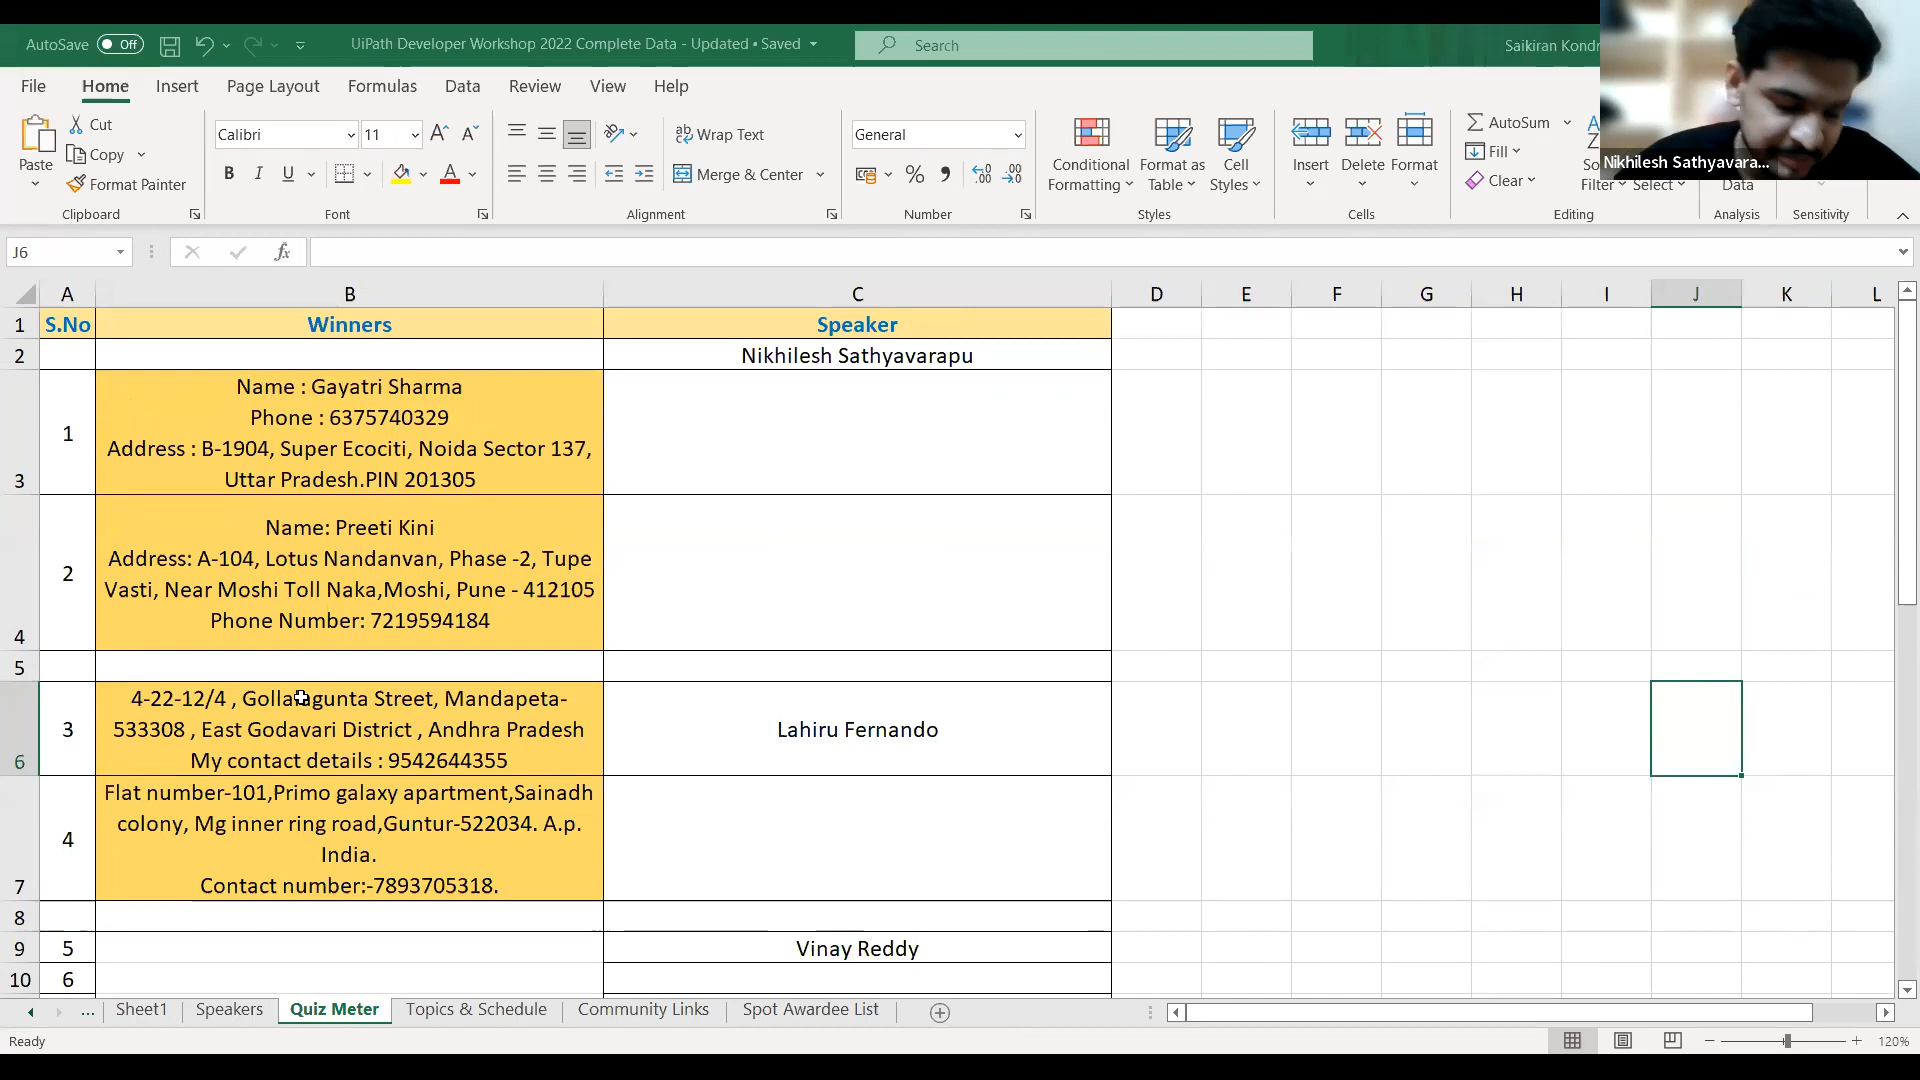 AutoSave Off UiPath Developer Workshop 2022 Complete Data - Updated • Saved Search Saikiran Kondr
File Home Insert Page Layout Formulas Data Review View Help
Paste
Cut
Copy
Format Painter
Clipboard
Calibri 11
B I U
Font
Wrap Text
Merge & Center
Alignment
General
Number
Conditional Formatting
Format as Table
Cell Styles
Styles
Insert Delete Format
Cells
AutoSum
Fill
Clear
Filter Select
Editing
Data
Analysis
Sensitivity
Nikhilesh Sathyavara...
J6 fx
A B C D E F G H I J K L
1 S.No Winners Speaker
2 Nikhilesh Sathyavarapu
3 1
Name : Gayatri Sharma
Phone : 6375740329
Address : B-1904, Super Ecociti, Noida Sector 137,
Uttar Pradesh.PIN 201305
4 2
Name: Preeti Kini
Address: A-104, Lotus Nandanvan, Phase -2, Tupe
Vasti, Near Moshi Toll Naka,Moshi, Pune - 412105
Phone Number: 7219594184
5
6 3
4-22-12/4 , Street, Mandapeta-
533308 , East Godavari District , Andhra Pradesh
My contact details : 9542644355
Lahiru Fernando
7 4
Flat number-101,Primo galaxy apartment,Sainadh
colony, Mg inner ring road,Guntur-522034. A.p.
India.
Contact number:-7893705318.
8
9 5 Vinay Reddy
10 6
... Sheet1 Speakers Quiz Meter Topics & Schedule Community Links Spot Awardee List
Ready 120%